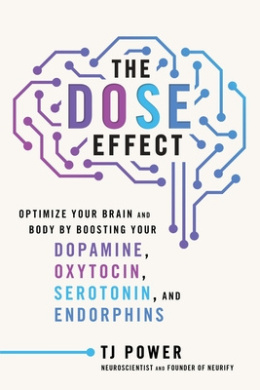 THE
DOSE
EFFECT
OPTIMIZE YOUR BRAIN AND
BODY BY BOOSTING YOUR
DOPAMINE,
OXYTOCIN,
SEROTONIN, AND
ENDORPHINS
TJ POWER
NEUROSCIENTIST AND FOUNDER OF NEURIFY